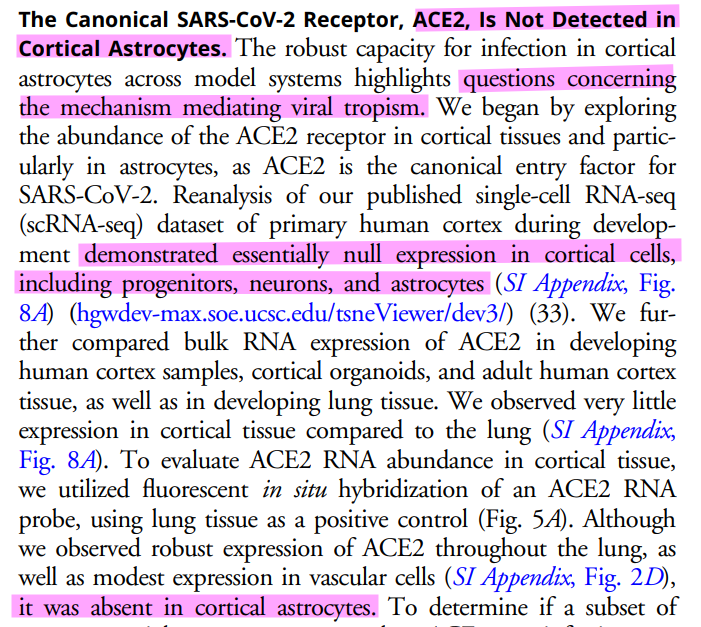 The Canonical SARS-CoV-2 Receptor, ACE2, Is Not Detected in
Cortical Astrocytes. The robust capacity for infection in cortical
astrocytes across model systems highlights questions concerning
the mechanism mediating viral tropism. We began by exploring
the abundance of the ACE2 receptor in cortical tissues and partic-
ularly in astrocytes, as ACE2 is the canonical entry factor for
SARS-CoV-2. Reanalysis of our published single-cell RNA-seq
(scRNA-seq) dataset of primary human cortex during develop-
ment demonstrated essentially null expression in cortical cells,
including progenitors, neurons, and astrocytes (SI Appendix, Fig.
8A) (hgwdev-max.soe.ucsc.edu/tsneViewer/dev3/) (33). We fur-
ther compared bulk RNA expression of ACE2 in developing
human cortex samples, cortical organoids, and adult human cortex
tissue, as well as in developing lung tissue. We observed very little
expression in cortical tissue compared to the lung (SI Appendix,
Fig. 8A). To evaluate ACE2 RNA abundance in cortical tissue,
we utilized fluorescent in situ hybridization of an ACE2 RNA
probe, using lung tissue as a positive control (Fig. 5A). Although
we observed robust expression of ACE2 throughout the lung, as
well as modest expression in vascular cells (SI Appendix, Fig. 2D),
it was absent in cortical astrocytes. To determine if a subset of